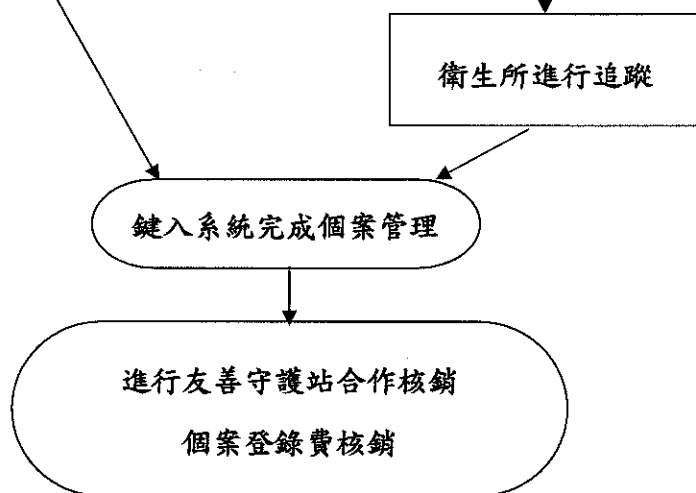 衛生所進行追蹤
鍵入系統完成個案管理
進行友善守護站合作核銷
個案登錄費核銷